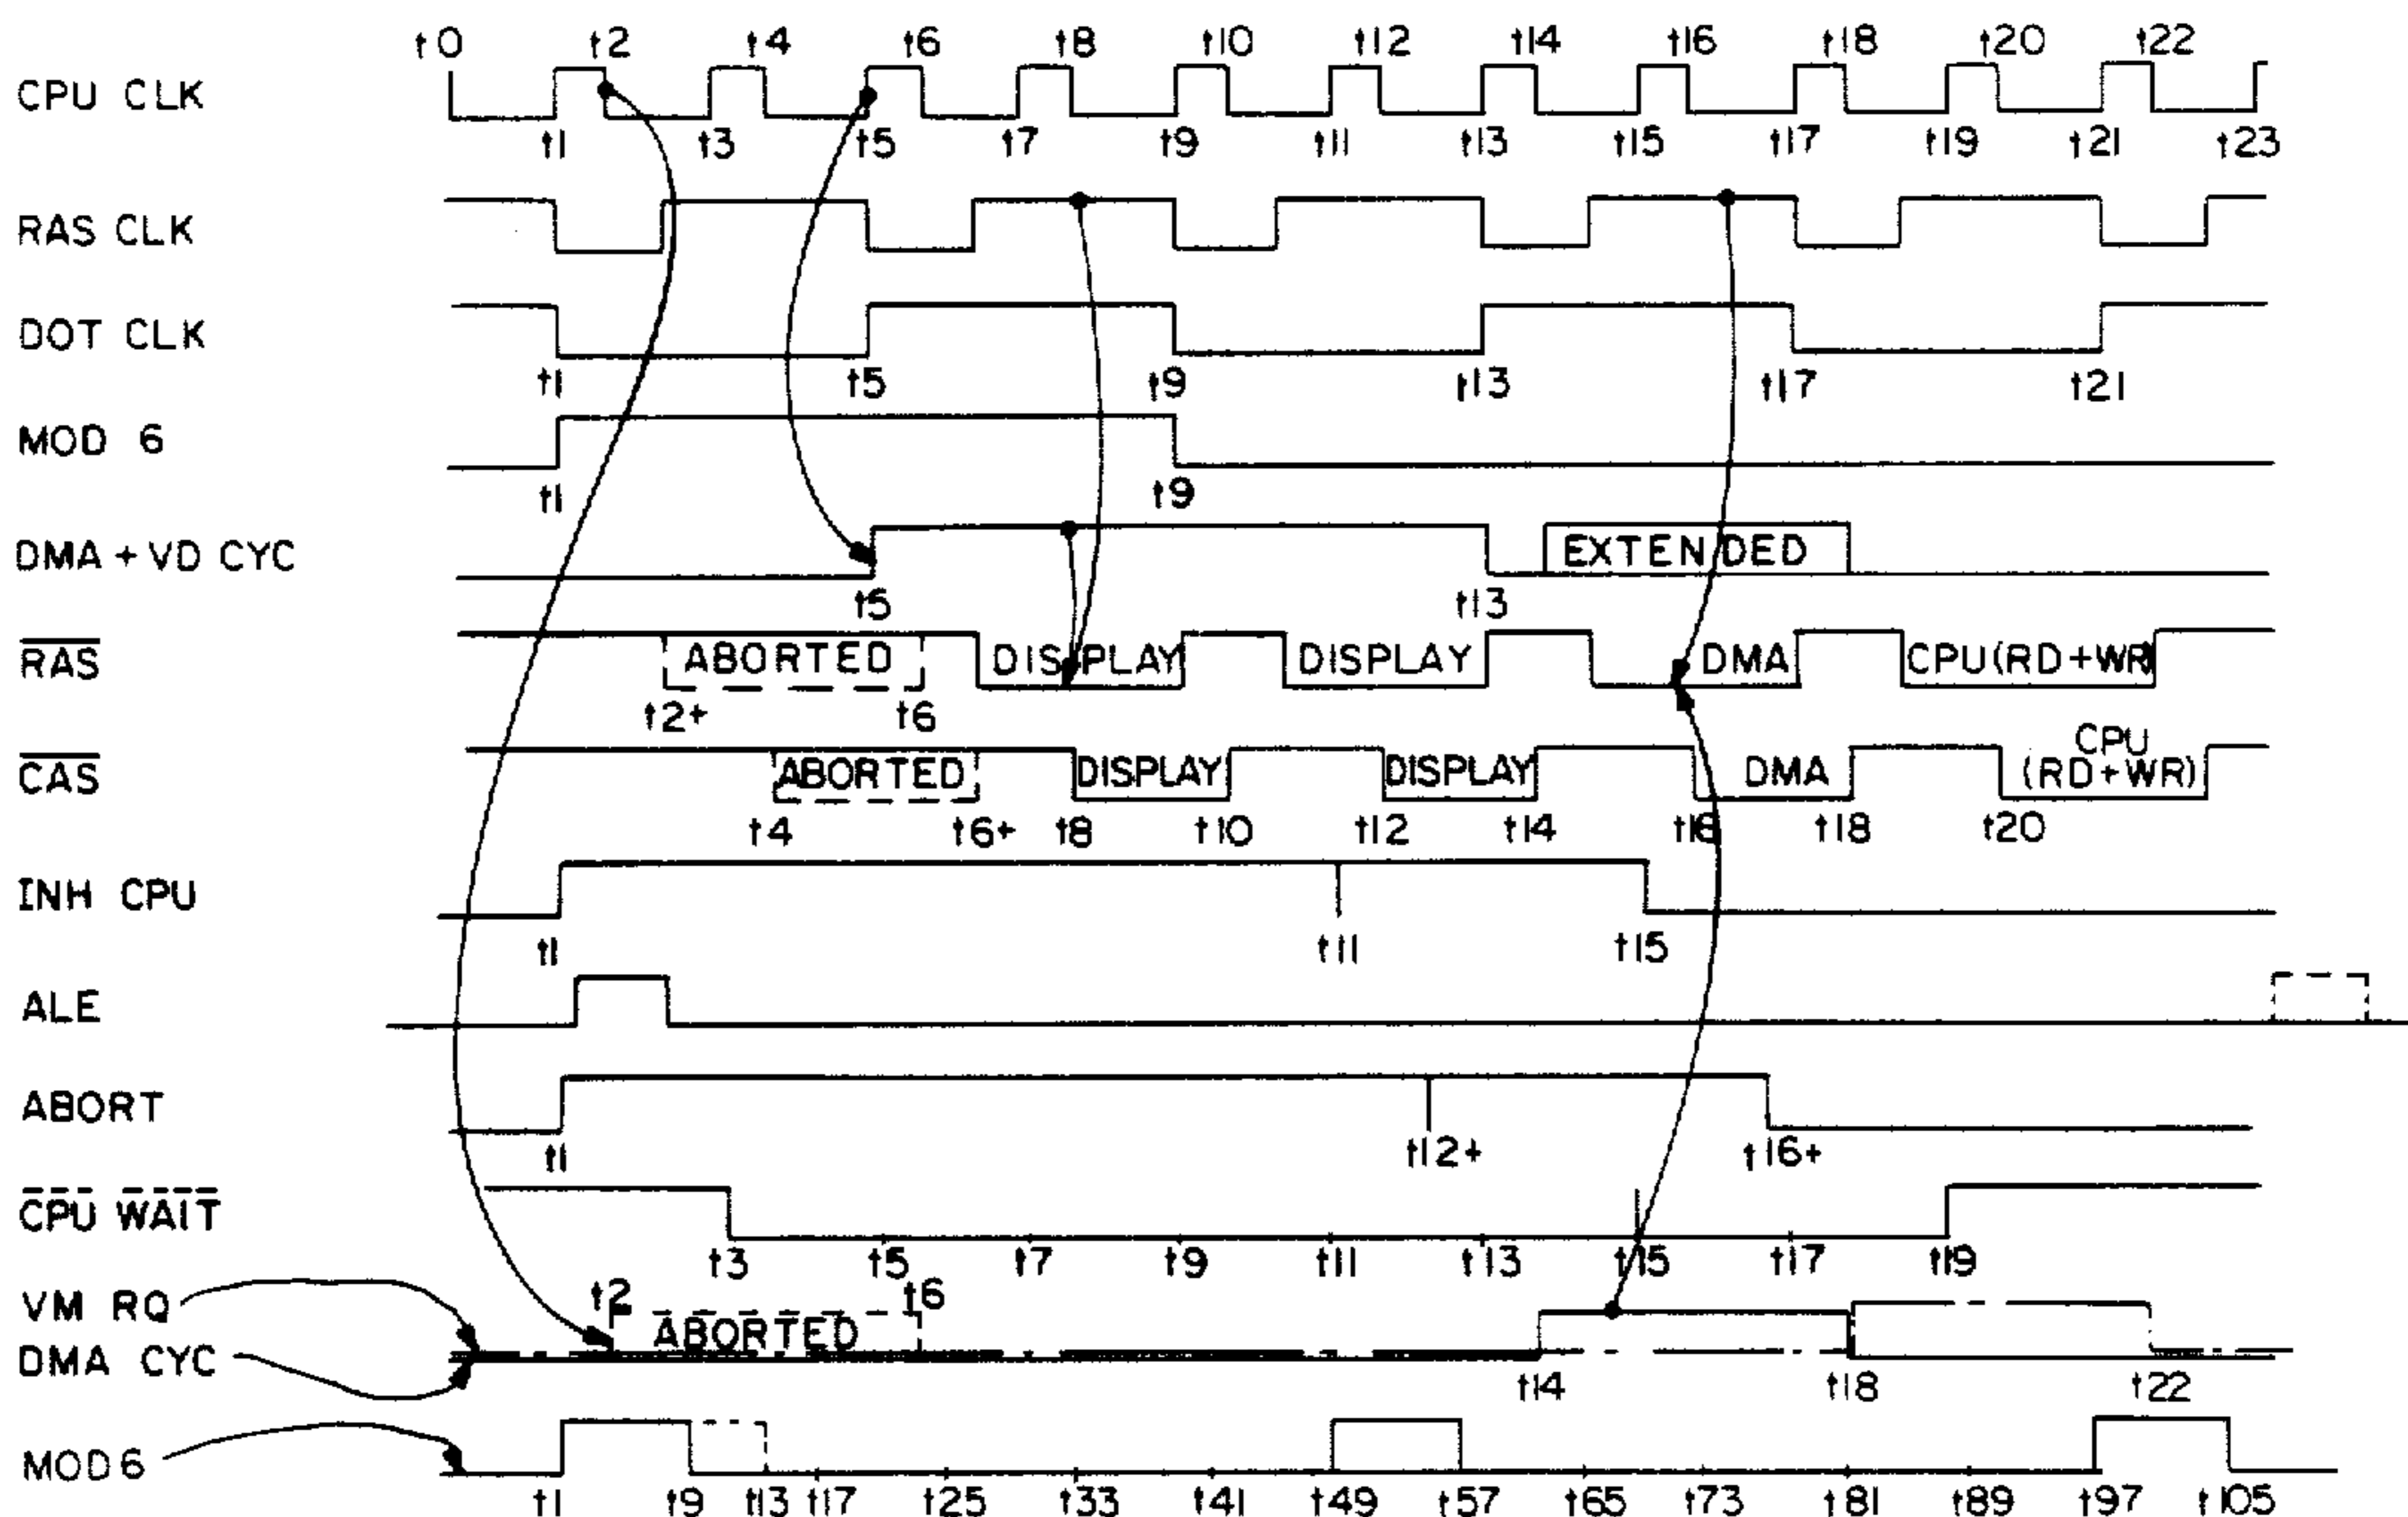 t0 t2 t4 t6 t8 t10 t12 t14 t16 t18 t20 t22
CPU CLK
t1 t3 t5 t7 t9 t11 t13 t15 t17 t19 t21 t23
RAS CLK
DOT CLK
t1 t5 t9 t13 t17 t21
MOD 6
t1 t9
DMA + VD CYC EXTENDED
t5 t13
RAS ABORTED DISPLAY DISPLAY DMA CPU(RD+WR)
t2+ t6
CAS ABORTED DISPLAY DISPLAY DMA CPU (RD+WR)
t4 t6+ t8 t10 t12 t14 t16 t18 t20
INH CPU
t1 t11 t15
ALE
ABORT
t1 t12+ t16+
CPU WAIT
t3 t5 t7 t9 t11 t13 t15 t17 t19
t2 t6
VM RQ ABORTED
DMA CYC
t14 t18 t22
MOD6
t1 t9 t13 t17 t25 t33 t41 t49 t57 t65 t73 t81 t89 t97 t105